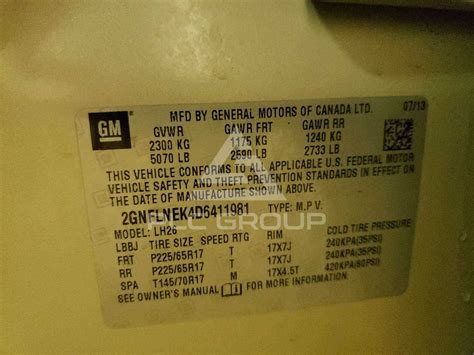 GM
MFD BY GENERAL MOTORS OF CANADA LTD. 07/13
GVWR GAWR FRT GAWR RR
2300 KG 1175 KG 1240 KG
5070 LB 2590 LB 2733 LB
THIS VEHICLE CONFORMS TO ALL APPLICABLE U.S. FEDERAL MOTOR
VEHICLE SAFETY AND THEFT PREVENTION STANDARDS IN EFFECT ON
THE DATE OF MANUFACTURE SHOWN ABOVE.
2GNFLNEK4D6411981 TYPE: M.P.V.
MODEL: LH26
LBBJ TIRE SIZE SPEED RTG RIM COLD TIRE PRESSURE
FRT P225/65R17 T 17X7J 240KPA(35PSI)
RR P225/65R17 T 17X7J 240KPA(35PSI)
SPA T145/70R17 M 17X4.5T 420KPA(60PSI)
SEE OWNER'S MANUAL
GROUP